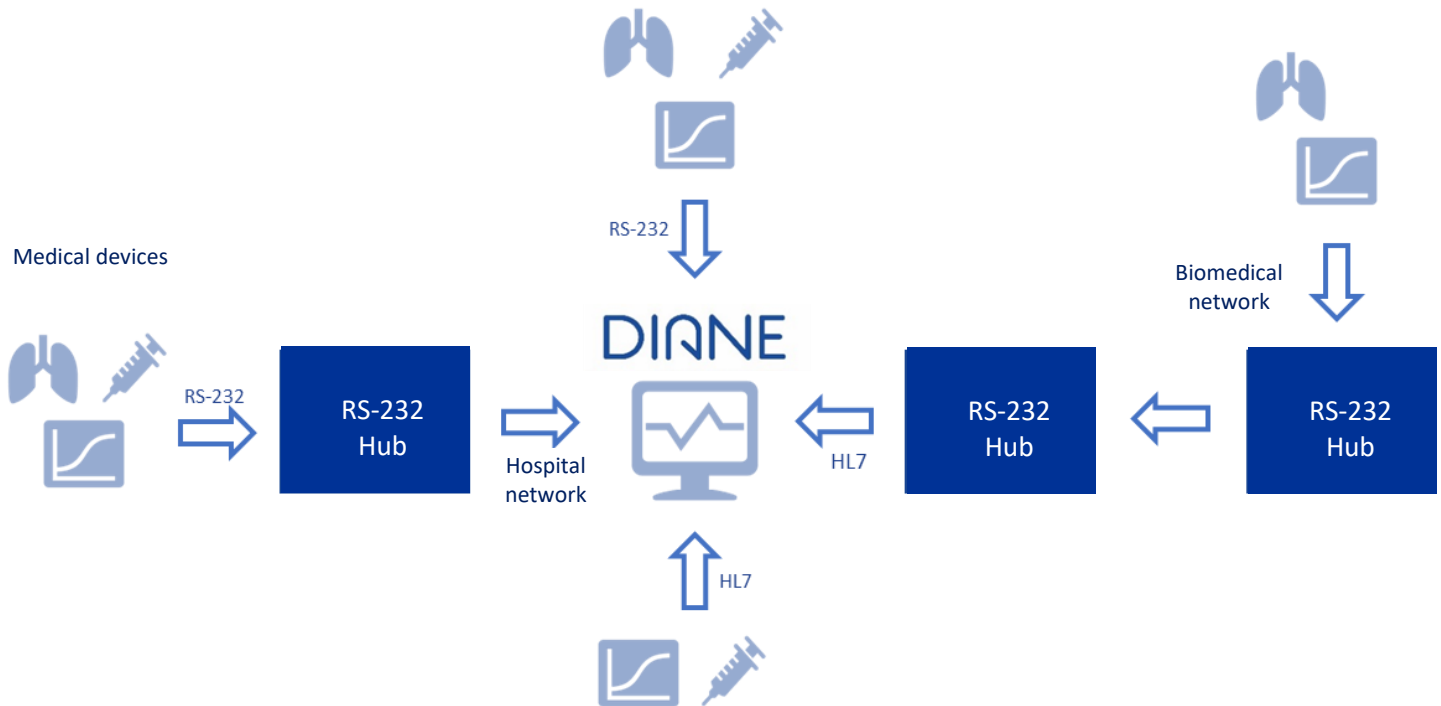 RS-232
Medical devices
Biomedical
network
DIANE
RS-232
RS-232
Hub
Hospital
network
HL7
RS-232
Hub
RS-232
Hub
HL7